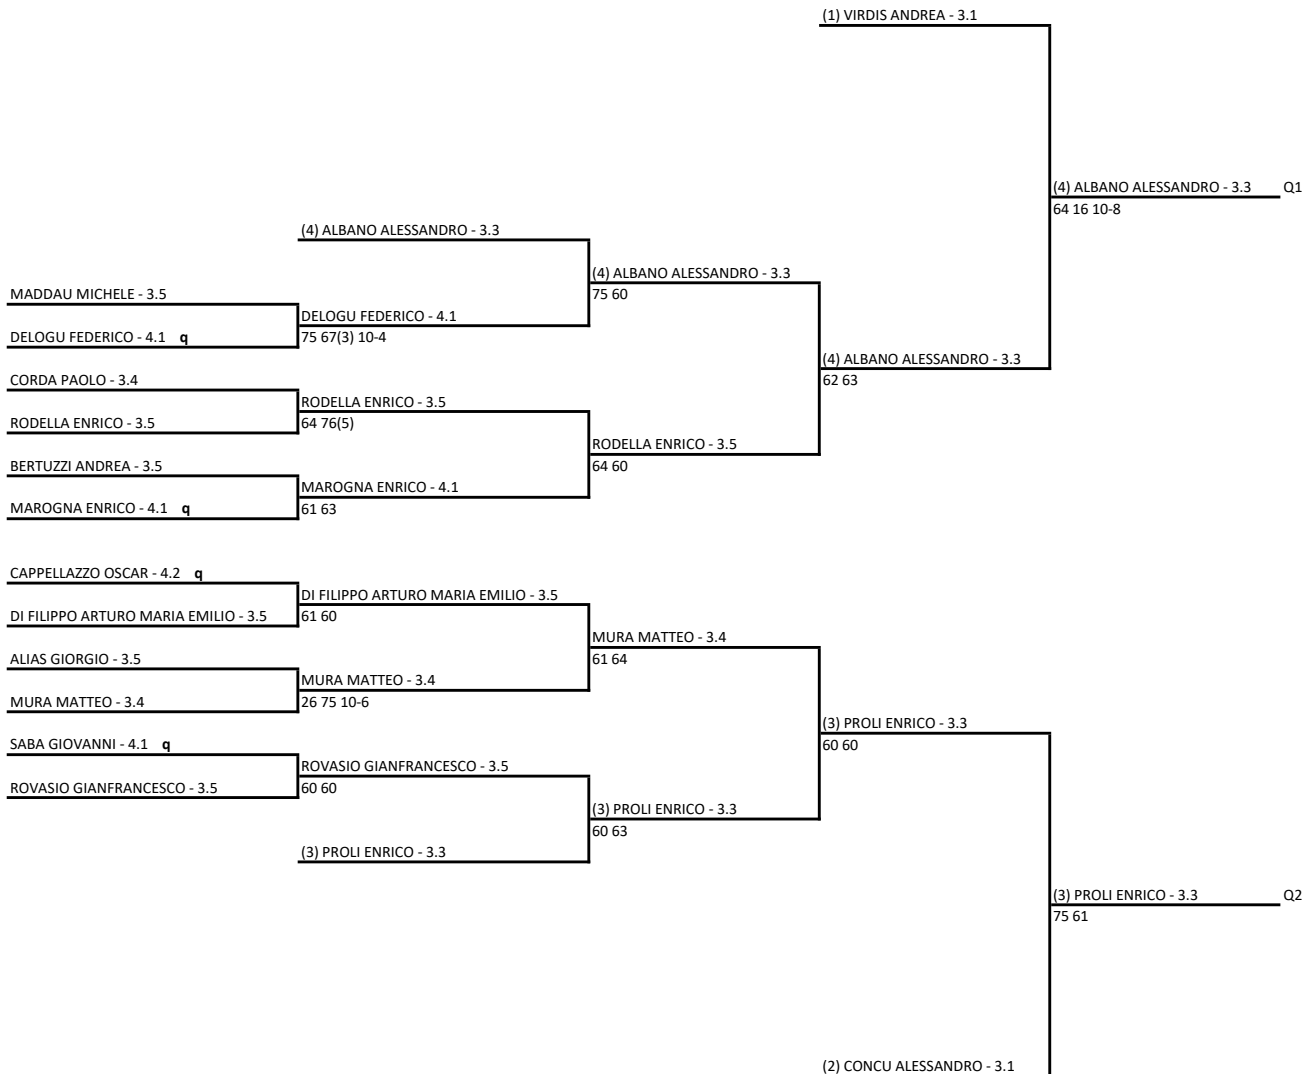 (1) VIRDIS ANDREA - 3.1
(4) ALBANO ALESSANDRO - 3.3 Q1
64 16 10-8
(4) ALBANO ALESSANDRO - 3.3
(4) ALBANO ALESSANDRO - 3.3
75 60
MADDAU MICHELE - 3.5
DELOGU FEDERICO - 4.1
DELOGU FEDERICO - 4.1 q
75 67(3) 10-4
(4) ALBANO ALESSANDRO - 3.3
62 63
CORDA PAOLO - 3.4
RODELLA ENRICO - 3.5
RODELLA ENRICO - 3.5
64 76(5)
RODELLA ENRICO - 3.5
64 60
BERTUZZI ANDREA - 3.5
MAROGNA ENRICO - 4.1
MAROGNA ENRICO - 4.1 q
61 63
CAPPELLAZZO OSCAR - 4.2 q
DI FILIPPO ARTURO MARIA EMILIO - 3.5
DI FILIPPO ARTURO MARIA EMILIO - 3.5
61 60
MURA MATTEO - 3.4
61 64
ALIAS GIORGIO - 3.5
MURA MATTEO - 3.4
MURA MATTEO - 3.4
26 75 10-6
(3) PROLI ENRICO - 3.3
60 60
SABA GIOVANNI - 4.1 q
ROVASIO GIANFRANCESCO - 3.5
ROVASIO GIANFRANCESCO - 3.5
60 60
(3) PROLI ENRICO - 3.3
60 63
(3) PROLI ENRICO - 3.3
(3) PROLI ENRICO - 3.3 Q2
75 61
(2) CONCU ALESSANDRO - 3.1